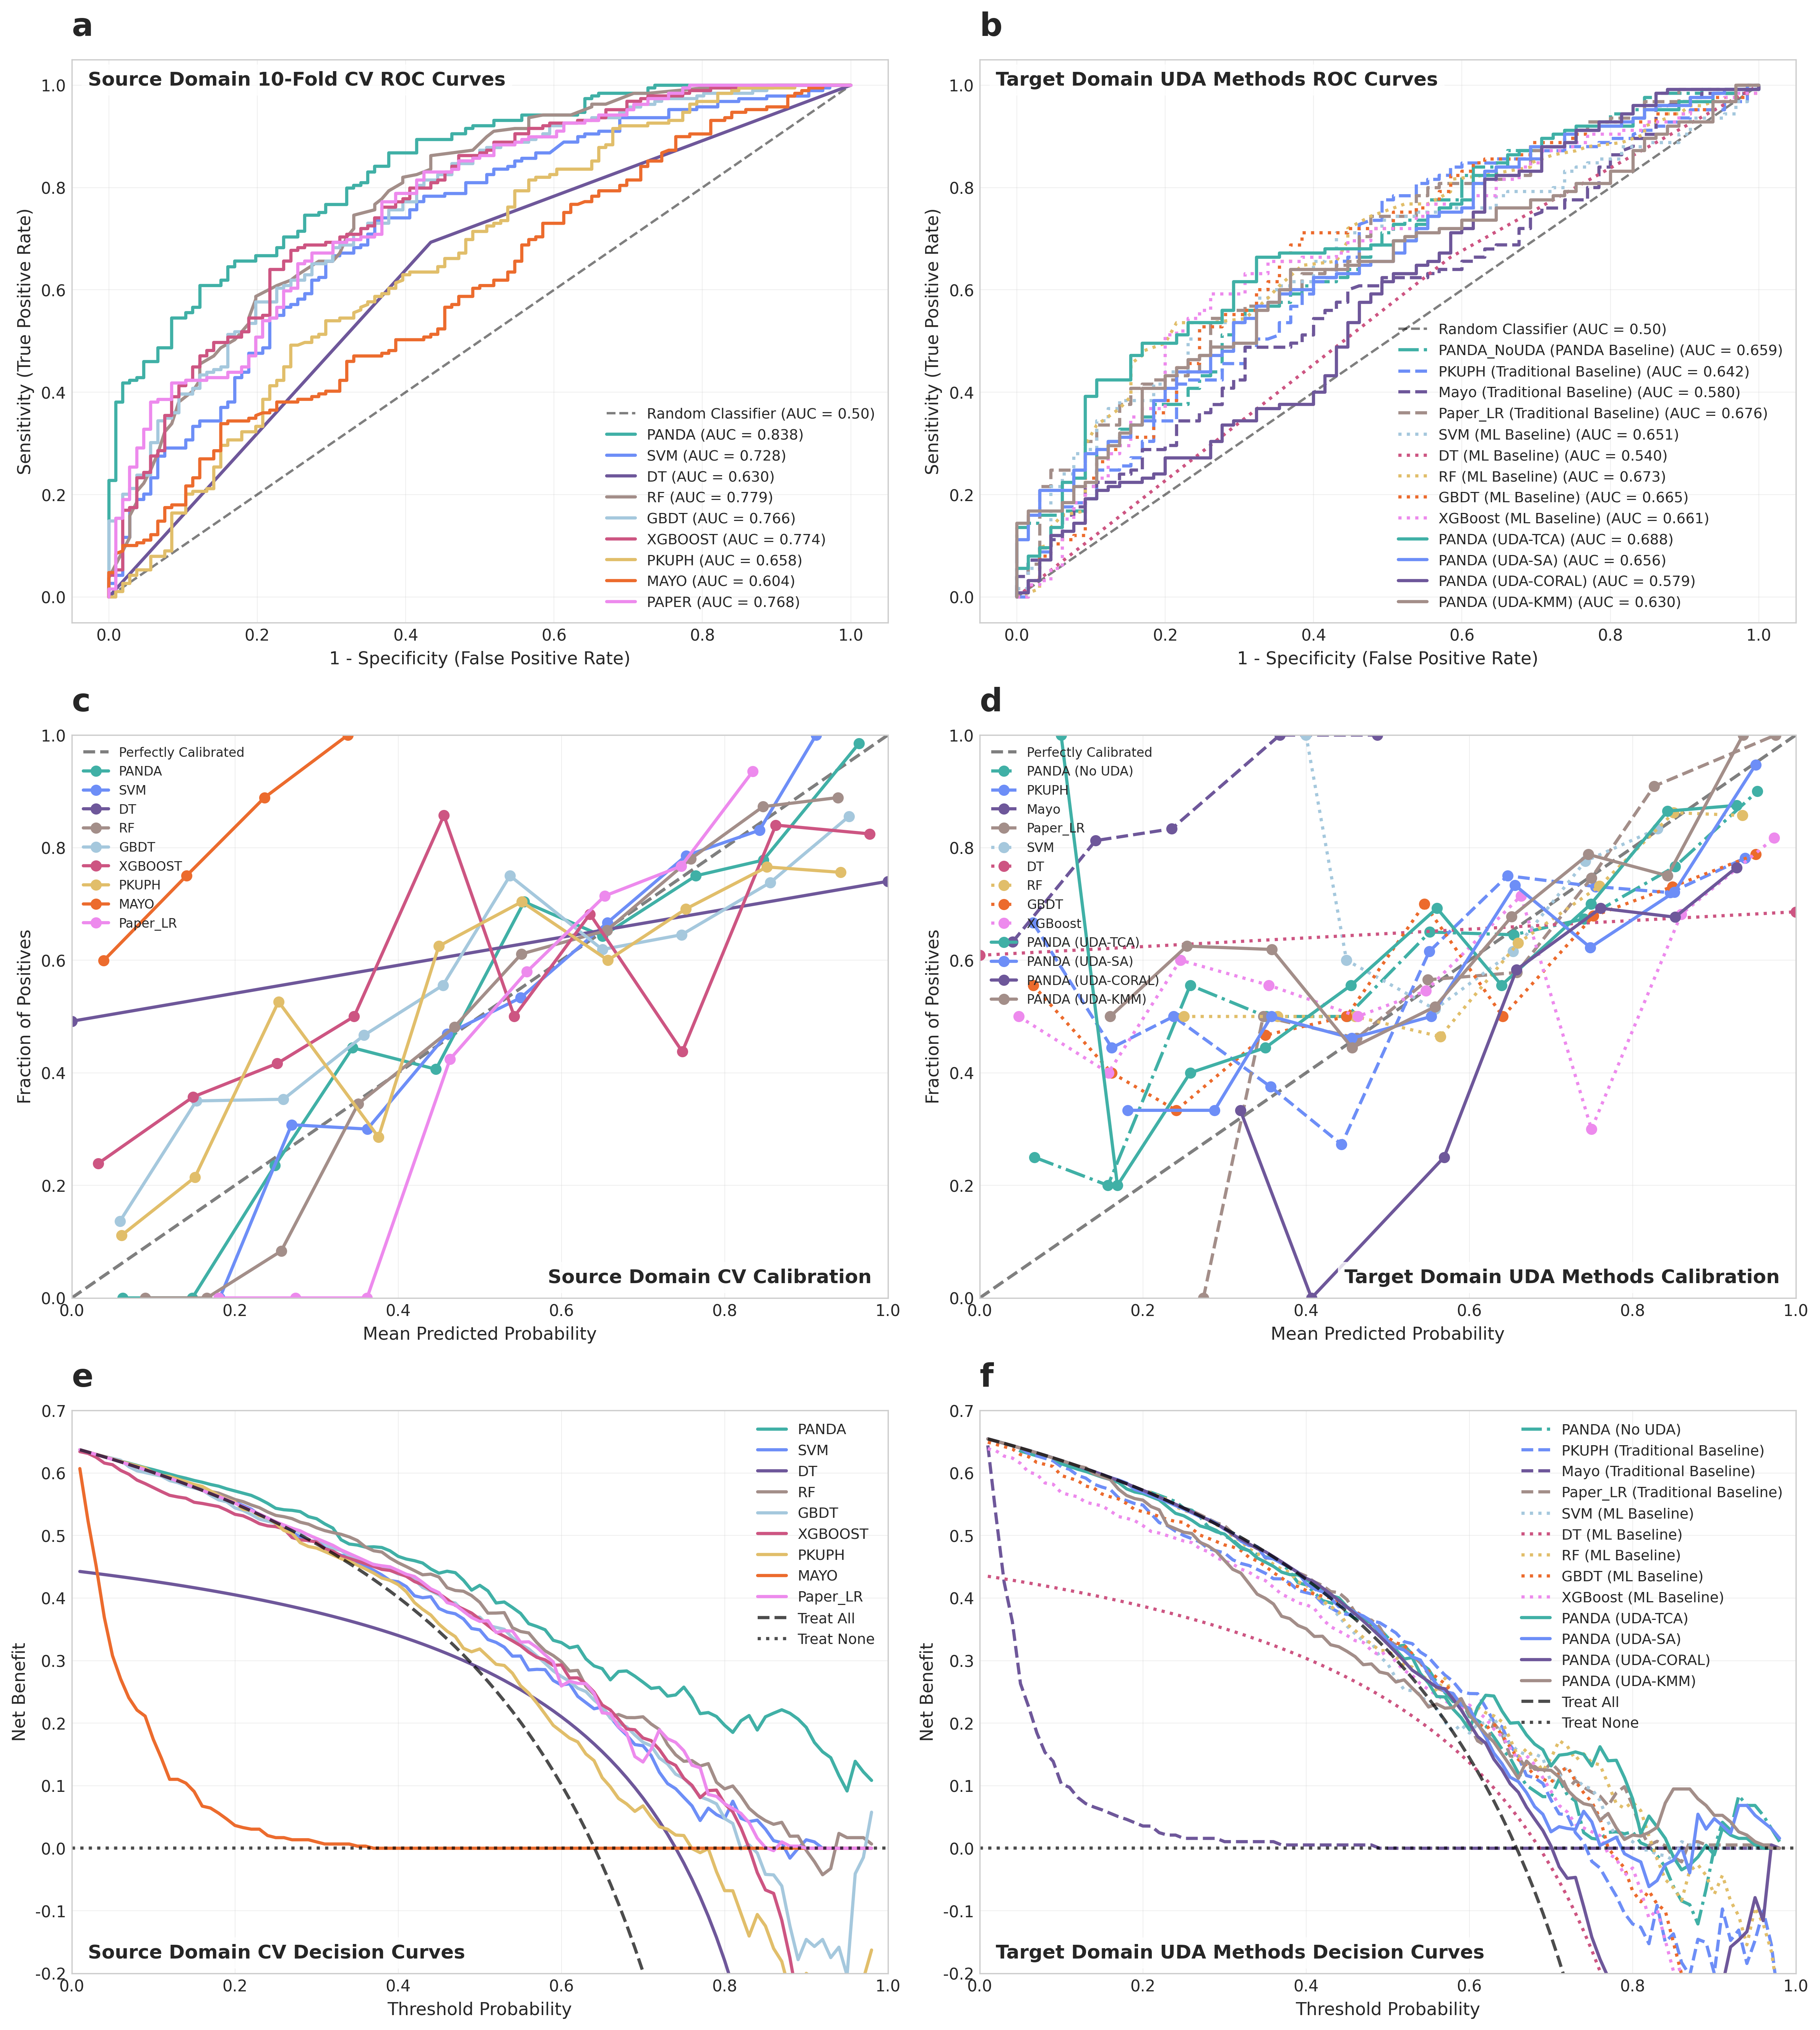 a
Source Domain 10-Fold CV ROC Curves
Sensitivity (True Positive Rate)
1.0
0.8
0.6
0.4
0.2
0.0
Random Classifier (AUC = 0.50)
PANDA (AUC = 0.838)
SVM (AUC = 0.728)
DT (AUC = 0.630)
RF (AUC = 0.779)
GBDT (AUC = 0.766)
XGBOOST (AUC = 0.774)
PKUPH (AUC = 0.658)
MAYO (AUC = 0.604)
PAPER (AUC = 0.768)
0.0 0.2 0.4 0.6 0.8 1.0
1 - Specificity (False Positive Rate)
b
Target Domain UDA Methods ROC Curves
Sensitivity (True Positive Rate)
1.0
0.8
0.6
0.4
0.2
0.0
Random Classifier (AUC = 0.50)
PANDA_NoUDA (PANDA Baseline) (AUC = 0.659)
PKUPH (Traditional Baseline) (AUC = 0.642)
Mayo (Traditional Baseline) (AUC = 0.580)
Paper_LR (Traditional Baseline) (AUC = 0.676)
SVM (ML Baseline) (AUC = 0.651)
DT (ML Baseline) (AUC = 0.540)
RF (ML Baseline) (AUC = 0.673)
GBDT (ML Baseline) (AUC = 0.665)
XGBoost (ML Baseline) (AUC = 0.661)
PANDA (UDA-TCA) (AUC = 0.688)
PANDA (UDA-SA) (AUC = 0.656)
PANDA (UDA-CORAL) (AUC = 0.579)
PANDA (UDA-KMM) (AUC = 0.630)
0.0 0.2 0.4 0.6 0.8 1.0
1 - Specificity (False Positive Rate)
c
Fraction of Positives
1.0
0.8
0.6
0.4
0.2
0.0
Perfectly Calibrated
PANDA
SVM
DT
RF
GBDT
XGBOOST
PKUPH
MAYO
Paper_LR
Source Domain CV Calibration
0.0 0.2 0.4 0.6 0.8 1.0
Mean Predicted Probability
d
Fraction of Positives
1.0
0.8
0.6
0.4
0.2
0.0
Perfectly Calibrated
PANDA (No UDA)
PKUPH
Mayo
Paper_LR
SVM
DT
RF
GBDT
XGBoost
PANDA (UDA-TCA)
PANDA (UDA-SA)
PANDA (UDA-CORAL)
PANDA (UDA-KMM)
Target Domain UDA Methods Calibration
0.0 0.2 0.4 0.6 0.8 1.0
Mean Predicted Probability
e
Net Benefit
0.7
0.6
0.5
0.4
0.3
0.2
0.1
0.0
-0.1
-0.2
PANDA
SVM
DT
RF
GBDT
XGBOOST
PKUPH
MAYO
Paper_LR
Treat All
Treat None
Source Domain CV Decision Curves
0.0 0.2 0.4 0.6 0.8 1.0
Threshold Probability
f
Net Benefit
0.7
0.6
0.5
0.4
0.3
0.2
0.1
0.0
-0.1
-0.2
PANDA (No UDA)
PKUPH (Traditional Baseline)
Mayo (Traditional Baseline)
Paper_LR (Traditional Baseline)
SVM (ML Baseline)
DT (ML Baseline)
RF (ML Baseline)
GBDT (ML Baseline)
XGBoost (ML Baseline)
PANDA (UDA-TCA)
PANDA (UDA-SA)
PANDA (UDA-CORAL)
PANDA (UDA-KMM)
Treat All
Treat None
Target Domain UDA Methods Decision Curves
0.0 0.2 0.4 0.6 0.8 1.0
Threshold Probability